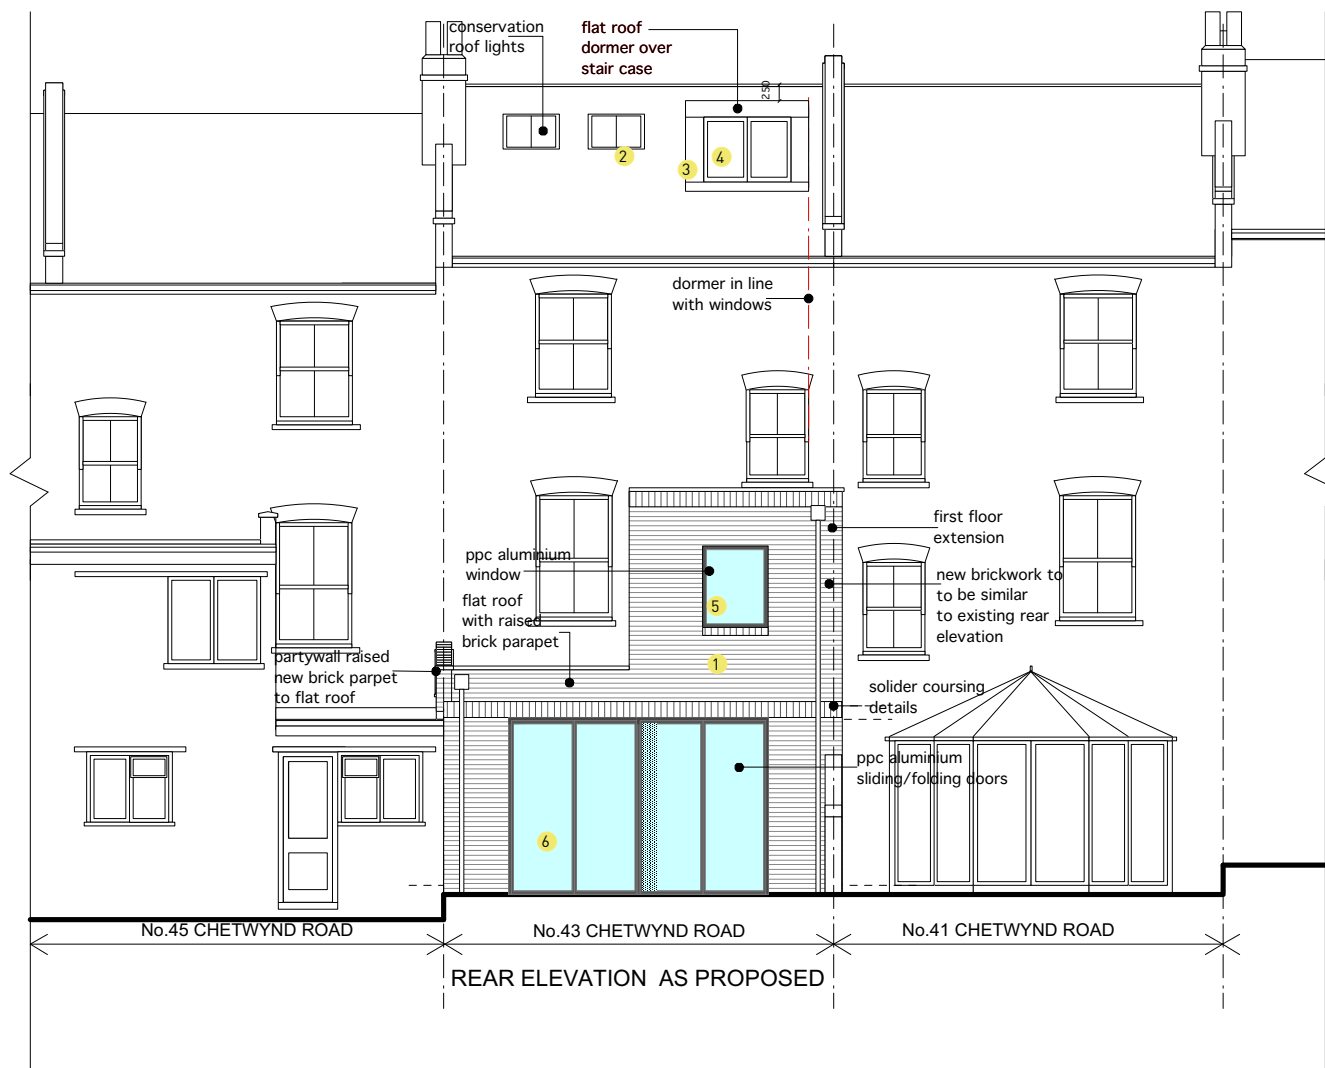 conservation
roof lights
flat roof
dormer over
stair case
250
2
3
4
dormer in line
with windows
first floor
extension
ppc aluminium
window
new brickwork to
to be similar
to existing rear
elevation
5
flat roof
with raised
brick parapet
1
partywall raised
new brick parpet
to flat roof
solider coursing
details
ppc aluminium
sliding/folding doors
6
No.45 CHETWYND ROAD
No.43 CHETWYND ROAD
No.41 CHETWYND ROAD
REAR ELEVATION AS PROPOSED